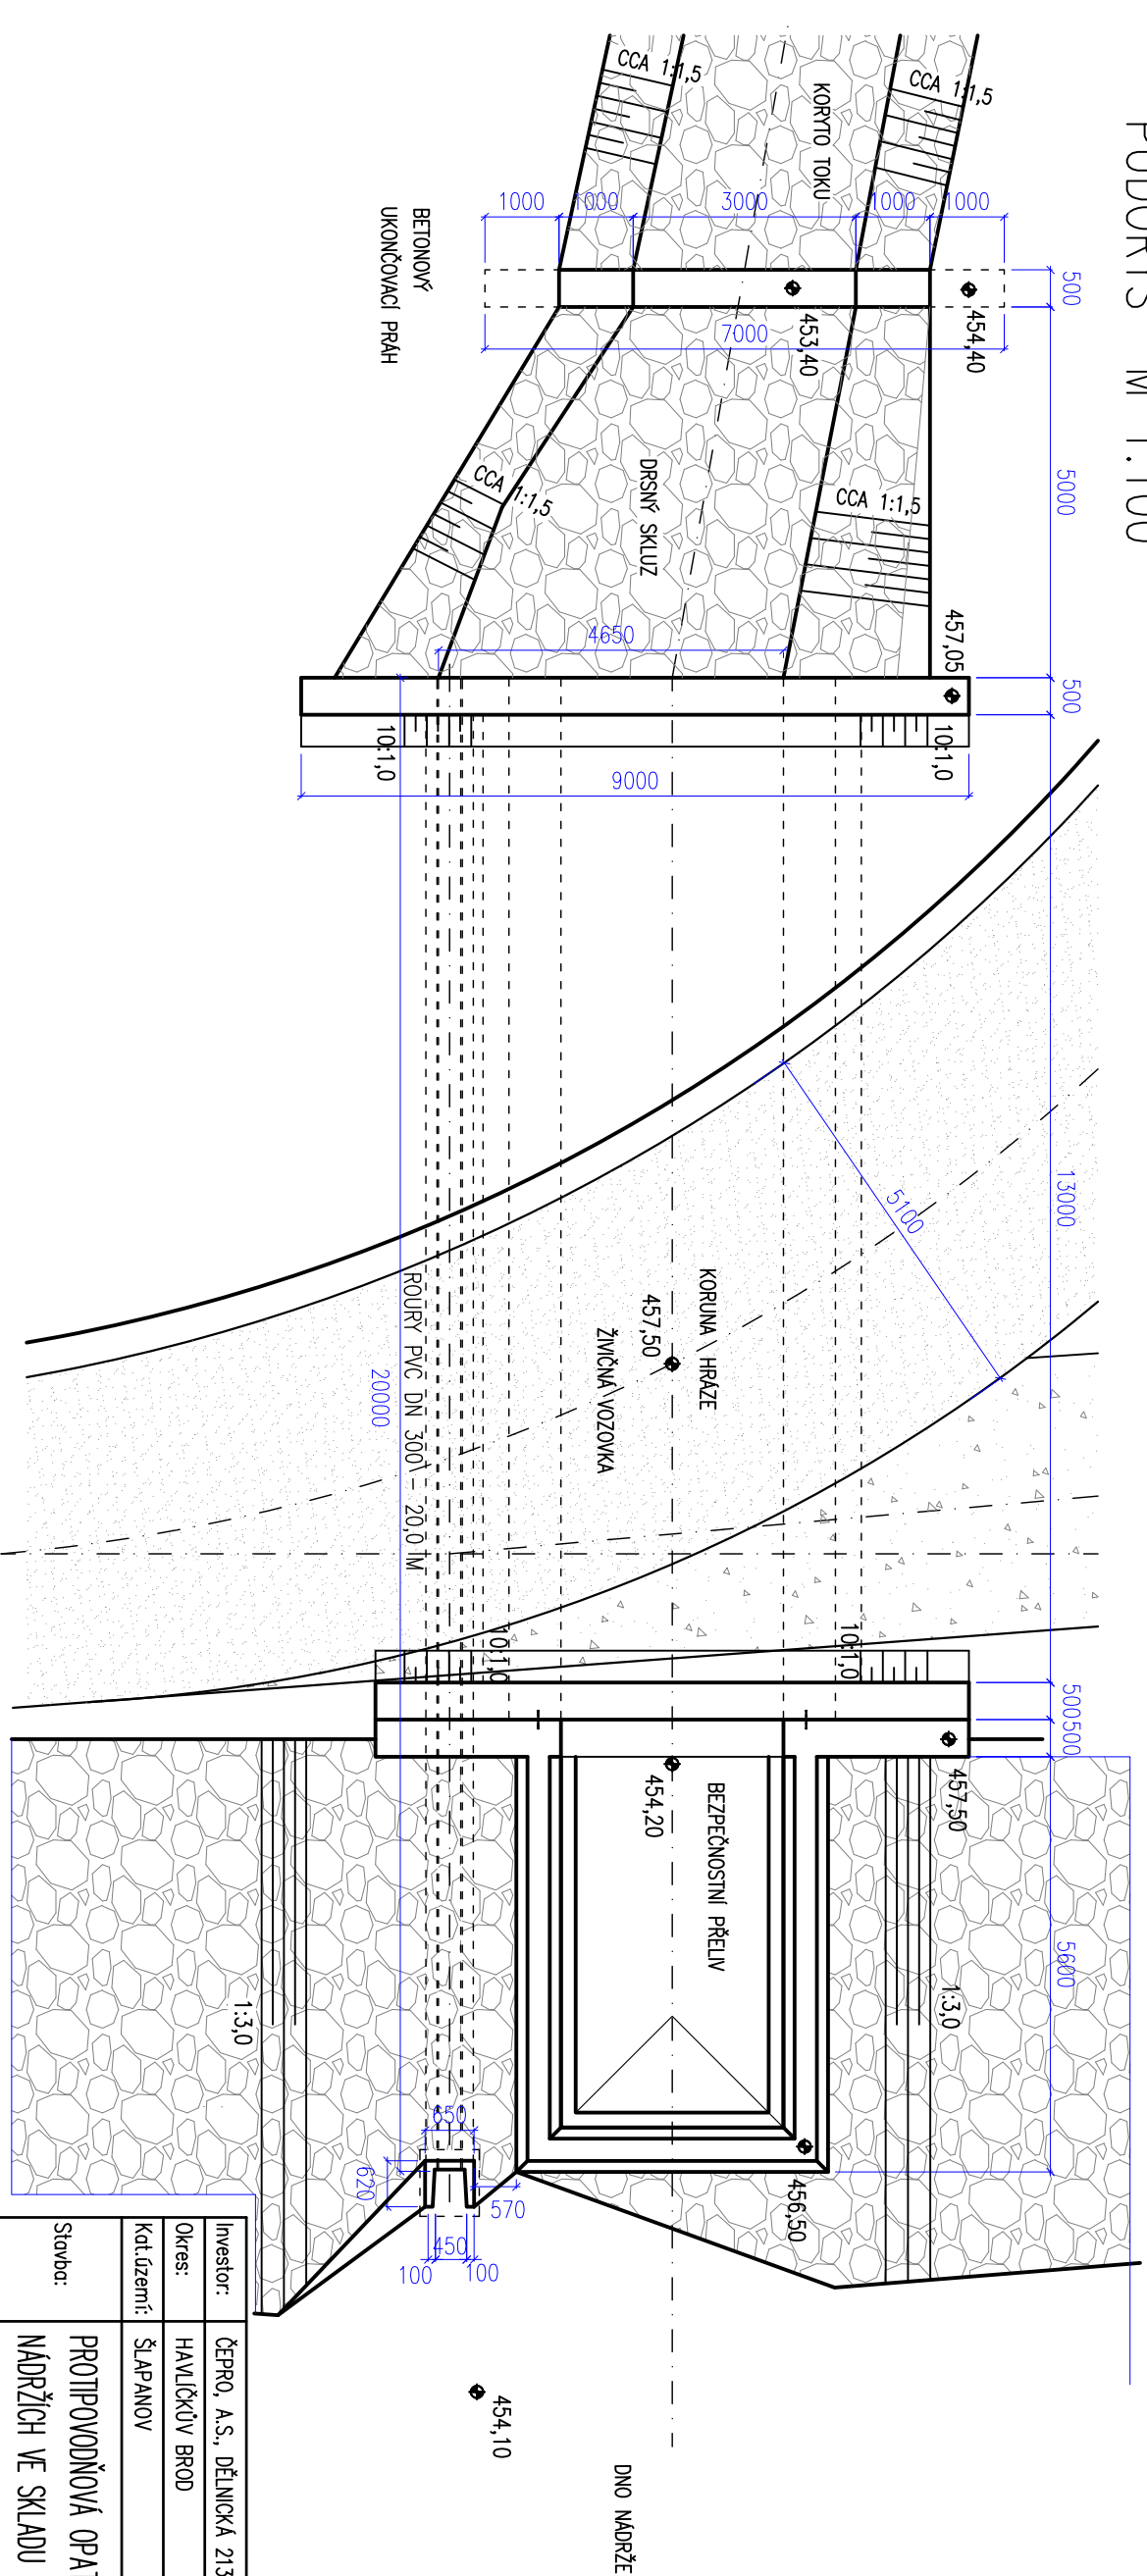 PŮDORYS M 1:100
CCA 1:1,5
CCA 1:1,5
KORYTO TOKU
1000
1000
3000
1000
1000
500
BETONOVÝ
UKONČOVACÍ PRÁH
7000
453,40
454,40
5000
CCA 1:1,5
CCA 1:1,5
DRSNÝ SKLUZ
4650
457,05
500
10:1,0
10:1,0
9000
13000
5100
KORUNA HRÁZE
457,50
ŽIVIČNÁ VOZOVKA
ROURY PVC DN 300 - 20,0 M
20000
10:1,0
10:1,0
500
500
457,50
454,20
BEZPEČNOSTNÍ PŘELIV
5600
1:3,0
1:3,0
650
620
570
450
100
100
456,50
454,10
DNO NÁDRŽE
Investor: ČEPRO, A.S., DĚLNICKÁ 213
Okres: HAVLÍČKŮV BROD
Kat.území: ŠLAPANOV
Stavba: PROTIPOVODŇOVÁ OPAT
NÁDRŽÍCH VE SKLADU